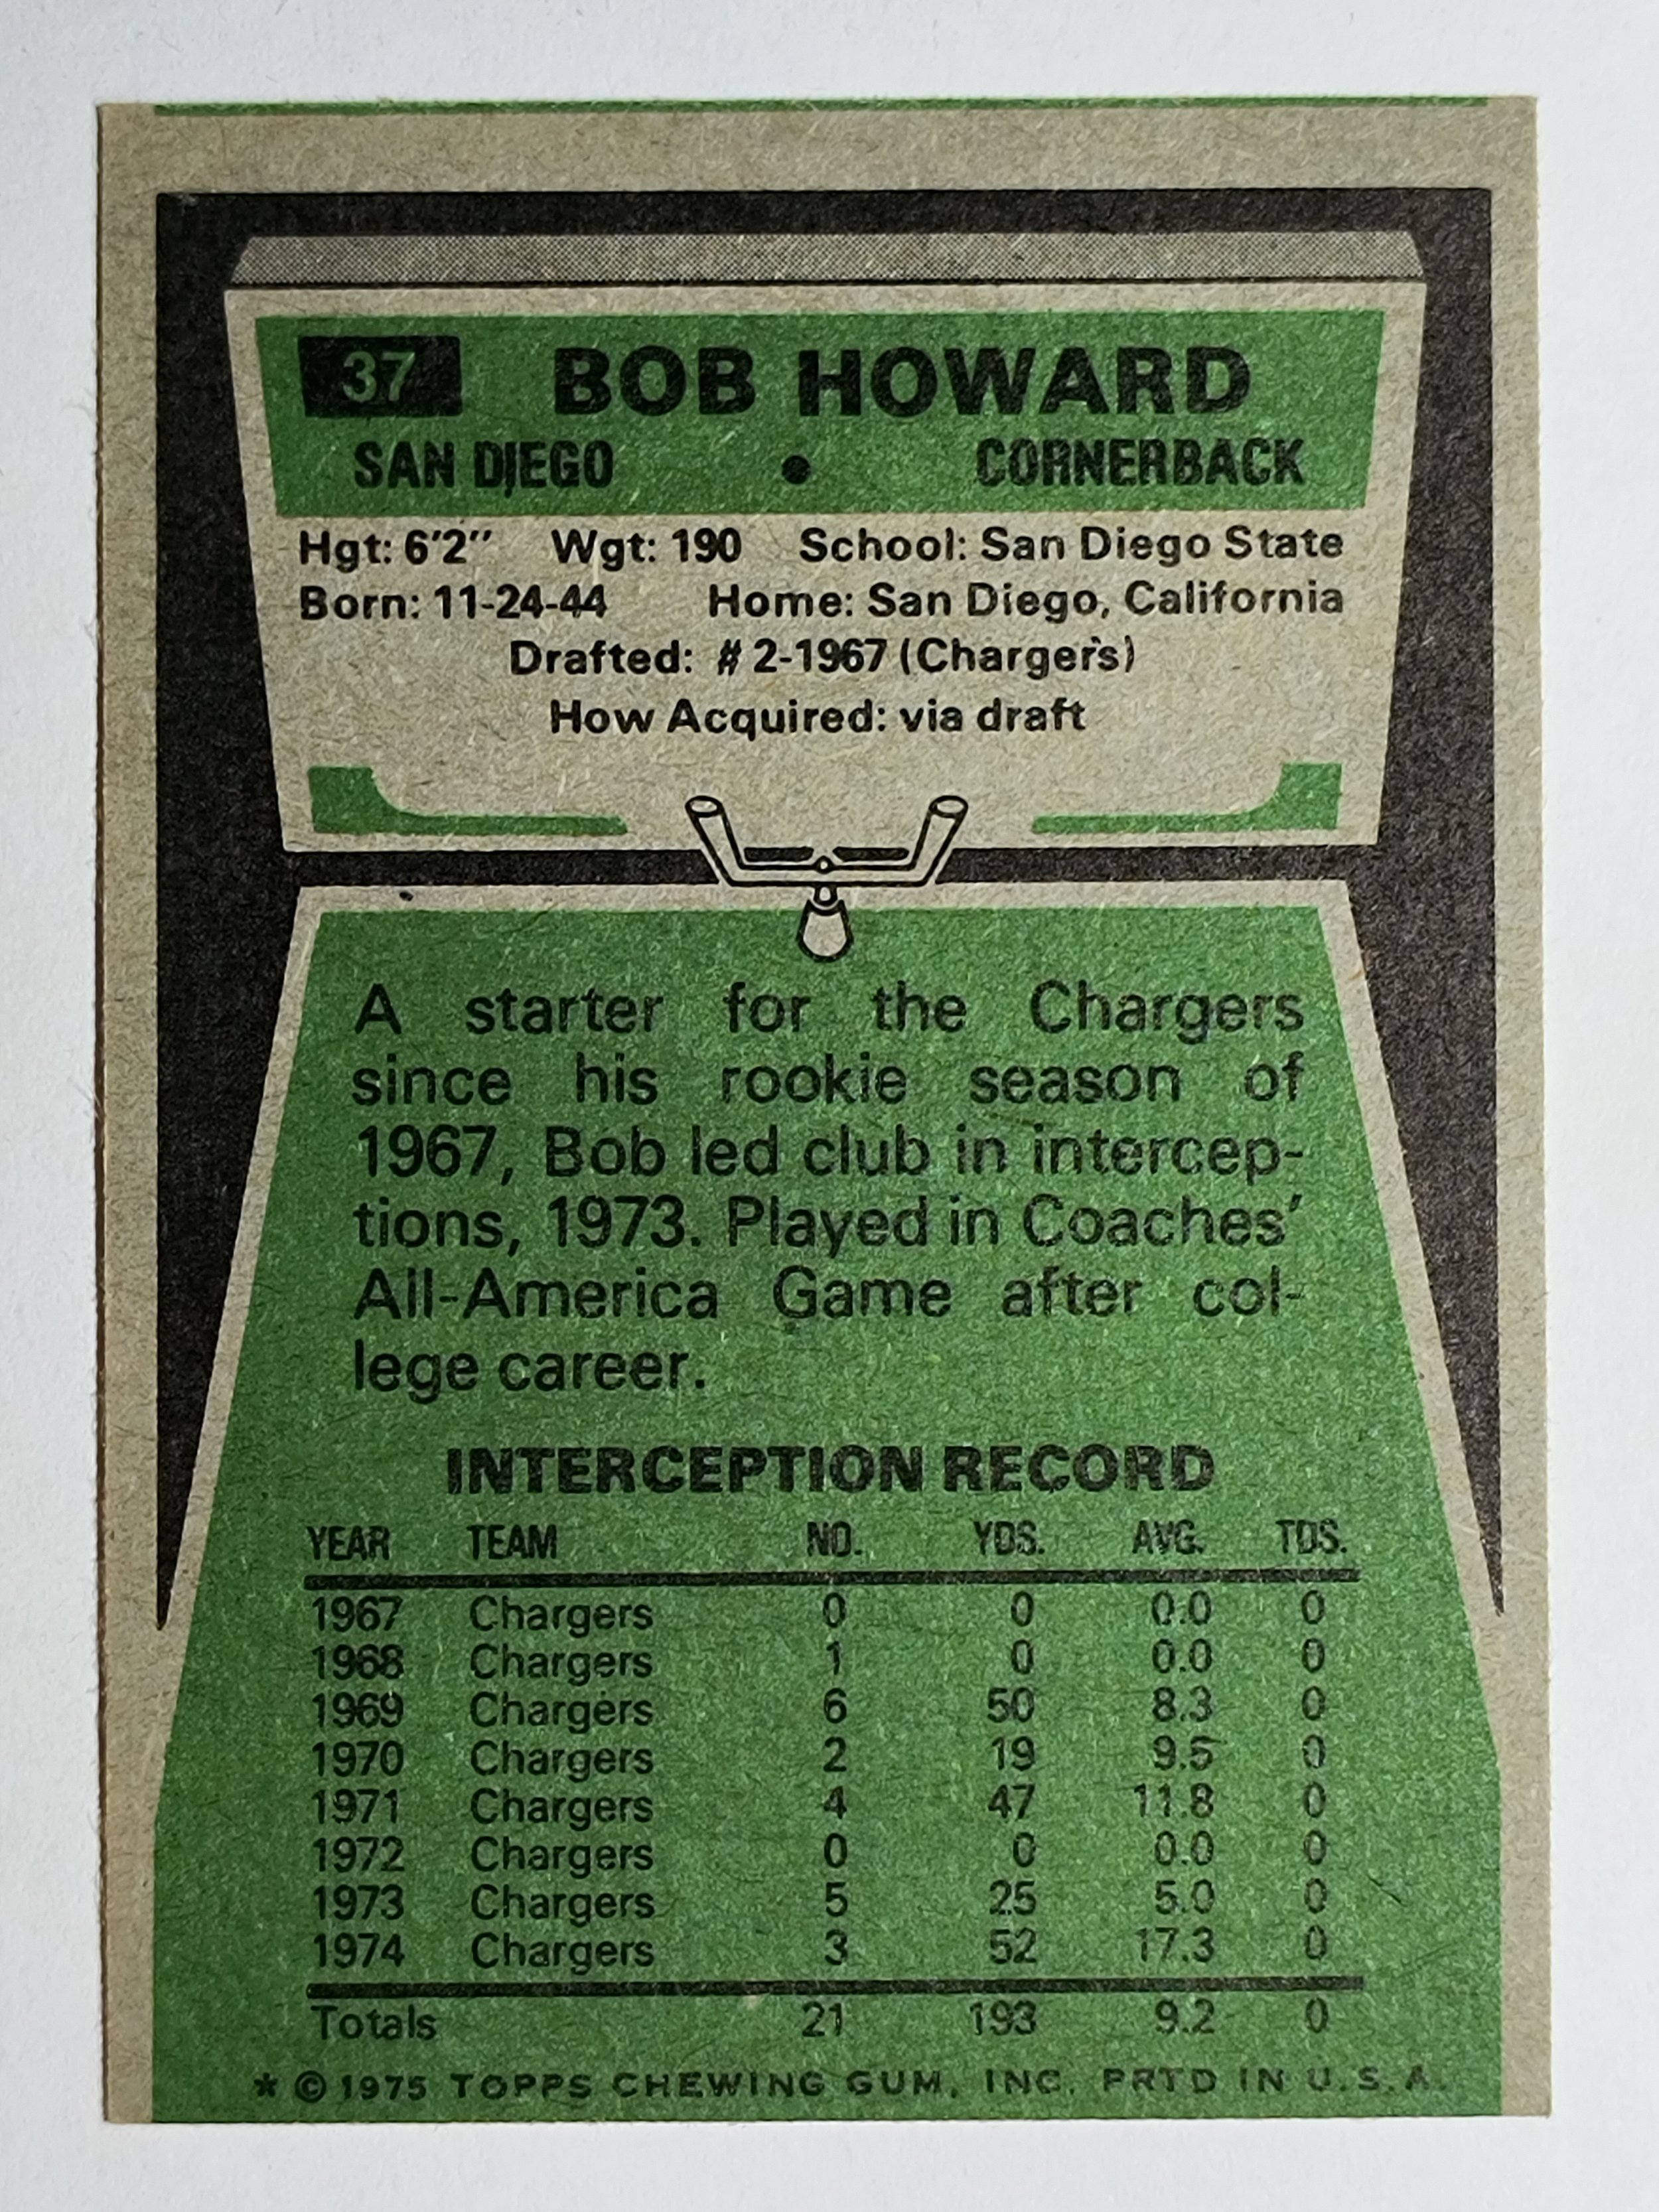 37 BOB HOWARD
SAN DIEGO • CORNERBACK
Hgt: 6'2" Wgt: 190 School: San Diego State
Born: 11-24-44 Home: San Diego, California
Drafted: # 2-1967 (Chargers)
How Acquired: via draft
A starter for the Chargers
since his rookie season of
1967, Bob led club in intercep-
tions, 1973. Played in Coaches'
All-America Game after col-
lege career.
INTERCEPTION RECORD
YEAR TEAM NO. YDS. AVG. TDS.
1967 Chargers 0 0 0.0 0
1968 Chargers 1 0 0.0 0
1969 Chargers 6 50 8.3 0
1970 Chargers 2 19 9.5 0
1971 Chargers 4 47 11.8 0
1972 Chargers 0 0 0.0 0
1973 Chargers 5 25 5.0 0
1974 Chargers 3 52 17.3 0
Totals 21 193 9.2 0
* © 1975 TOPPS CHEWING GUM, INC. PRTD IN U.S.A.